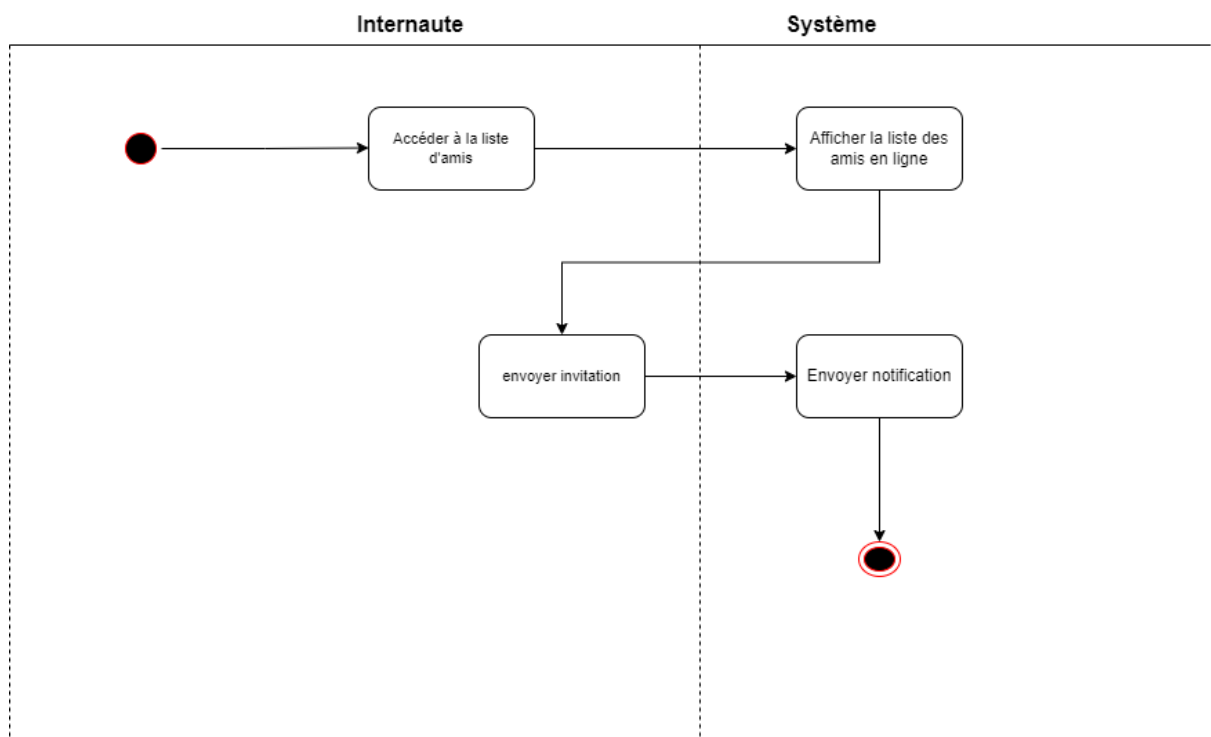 Internaute
Système
Accéder à la liste
d'amis
Afficher la liste des
amis en ligne
envoyer invitation
Envoyer notification